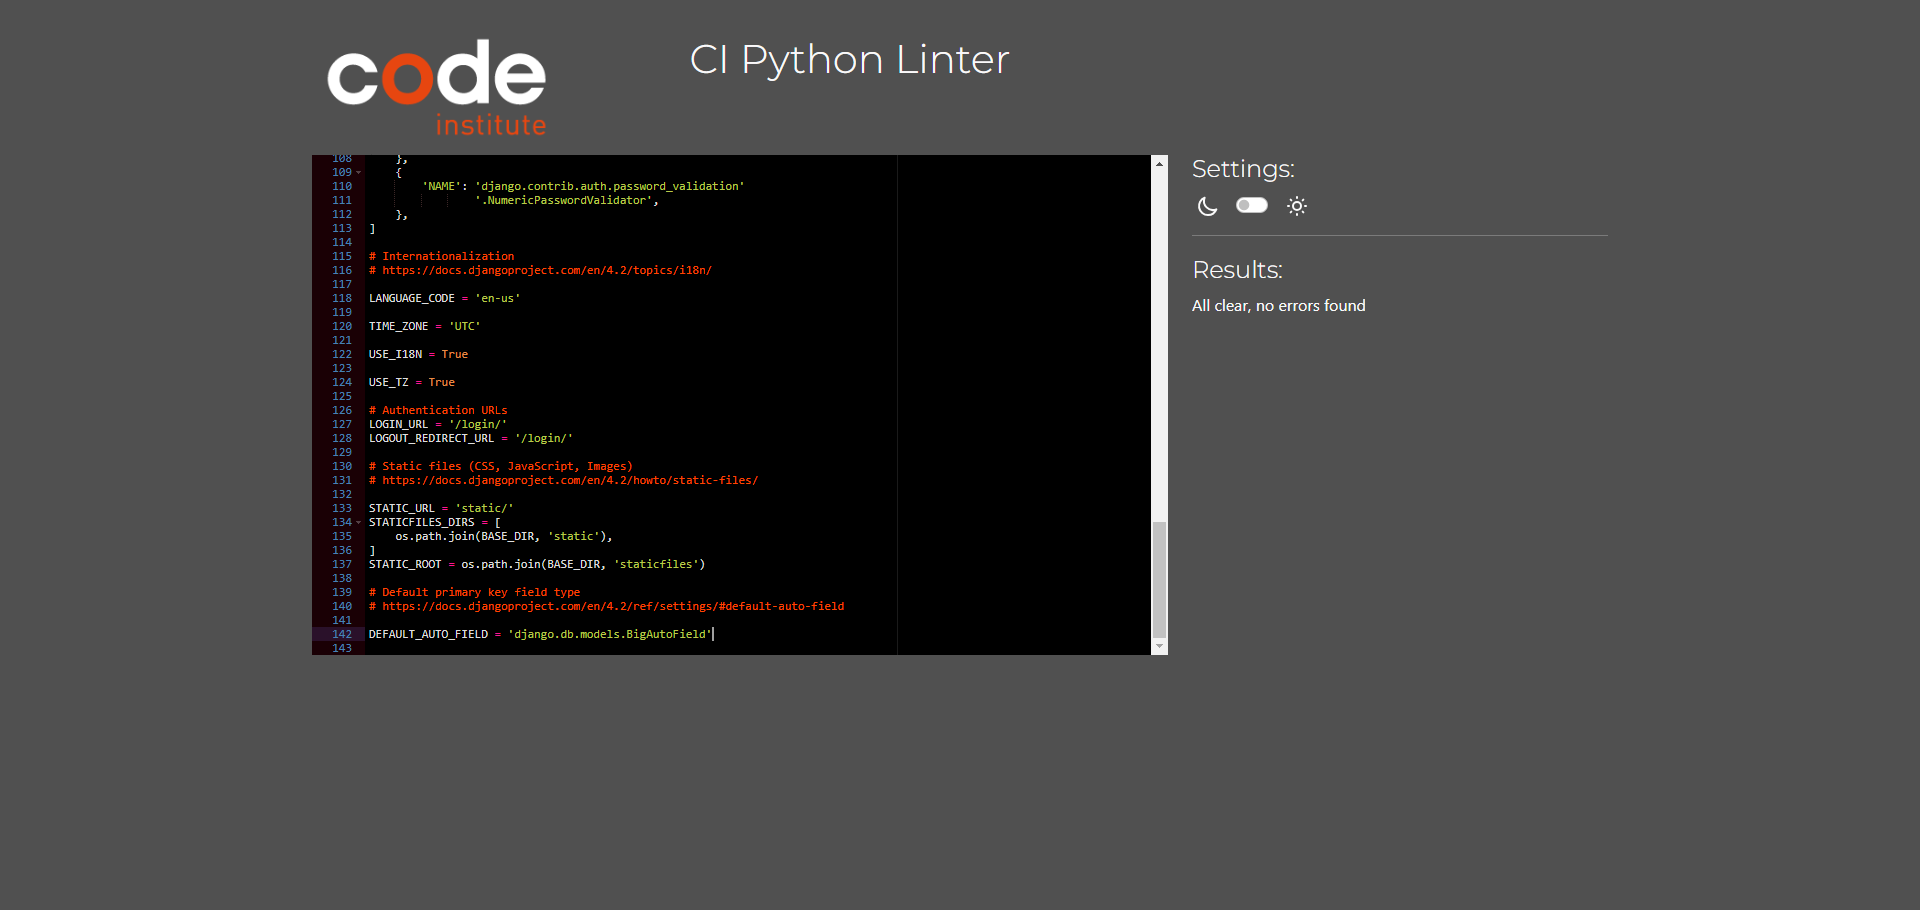 code
institute
CI Python Linter
108 },
109 {
110 'NAME': 'django.contrib.auth.password_validation'
111 '.NumericPasswordValidator',
112 },
113 ]
114
115 # Internationalization
116 # https://docs.djangoproject.com/en/4.2/topics/i18n/
117
118 LANGUAGE_CODE = 'en-us'
119
120 TIME_ZONE = 'UTC'
121
122 USE_I18N = True
123
124 USE_TZ = True
125
126 # Authentication URLs
127 LOGIN_URL = '/login/'
128 LOGOUT_REDIRECT_URL = '/login/'
129
130 # Static files (CSS, JavaScript, Images)
131 # https://docs.djangoproject.com/en/4.2/howto/static-files/
132
133 STATIC_URL = 'static/'
134 STATICFILES_DIRS = [
135 os.path.join(BASE_DIR, 'static'),
136 ]
137 STATIC_ROOT = os.path.join(BASE_DIR, 'staticfiles')
138
139 # Default primary key field type
140 # https://docs.djangoproject.com/en/4.2/ref/settings/#default-auto-field
141
142 DEFAULT_AUTO_FIELD = 'django.db.models.BigAutoField'
143
Settings:
Results:
All clear, no errors found